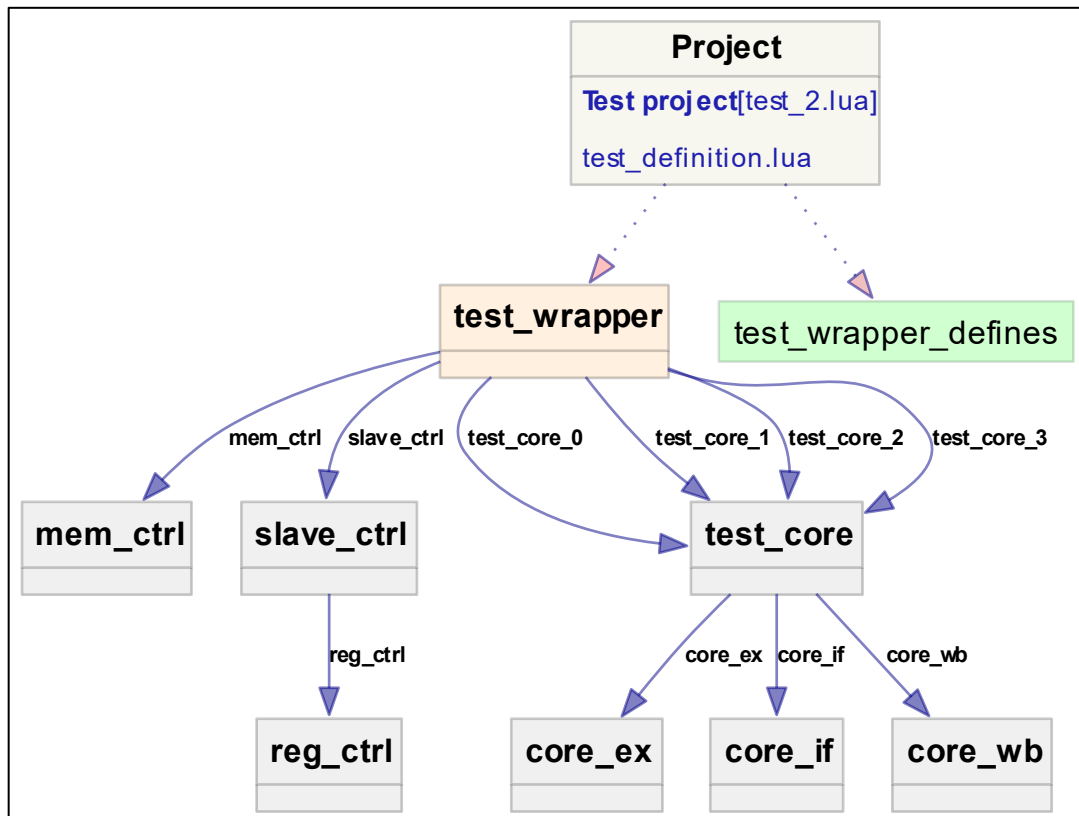 Project
Test project[test_2.lua]
test_definition.lua
test_wrapper
test_wrapper_defines
mem_ctrl
slave_ctrl
test_core_0
test_core_1
test_core_2
test_core_3
mem_ctrl
slave_ctrl
test_core
reg_ctrl
core_ex
core_if
core_wb
reg_ctrl
core_ex
core_if
core_wb